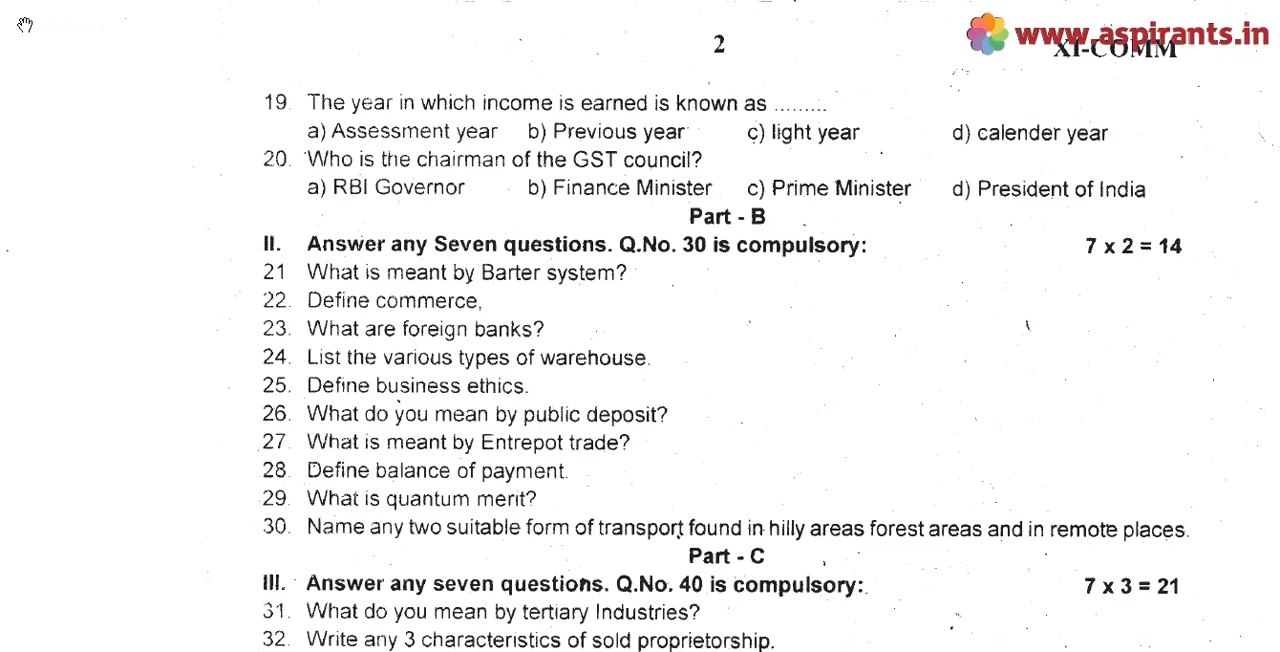 www.aspirants.in
2
XI-COMM
19. The year in which income is earned is known as .........
a) Assessment year b) Previous year c) light year d) calender year
20. Who is the chairman of the GST council?
a) RBI Governor b) Finance Minister c) Prime Minister d) President of India
Part - B
II. Answer any Seven questions. Q.No. 30 is compulsory: 7 x 2 = 14
21 What is meant by Barter system?
22. Define commerce,
23. What are foreign banks?
24. List the various types of warehouse.
25. Define business ethics.
26. What do you mean by public deposit?
27. What is meant by Entrepot trade?
28. Define balance of payment.
29. What is quantum merit?
30. Name any two suitable form of transport found in hilly areas forest areas and in remote places.
Part - C
III. Answer any seven questions. Q.No. 40 is compulsory: 7 x 3 = 21
31. What do you mean by tertiary Industries?
32. Write any 3 characteristics of sold proprietorship.